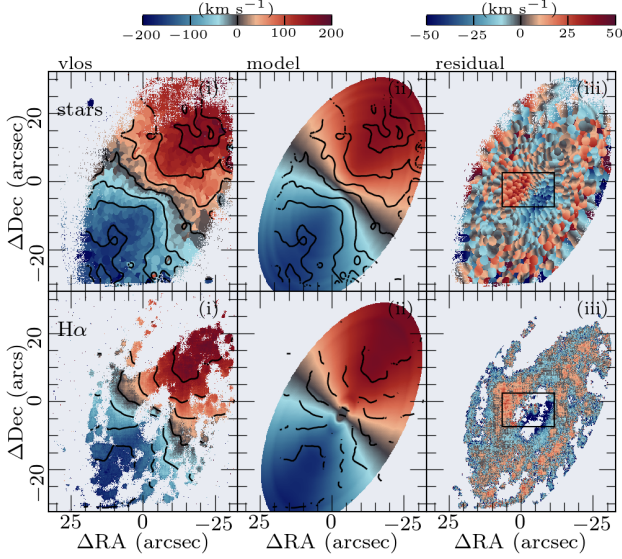 (km s⁻¹) (km s⁻¹)
−200 −100 0 100 200 −50 −25 0 25 50
vlos model residual
stars (i) (ii) (iii)
ΔDec (arcsec)
20
0
−20
Hα (i) (ii) (iii)
ΔDec (arcs)
20
0
−20
25 0 −25 25 0 −25 25 0 −25
ΔRA (arcsec) ΔRA (arcsec) ΔRA (arcsec)